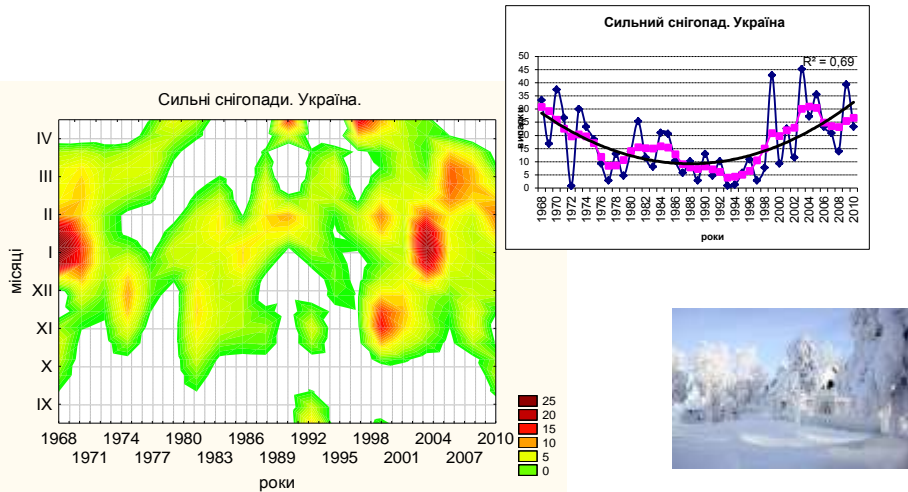 Сильні снігопади. Україна.
місяці
IV
III
II
I
XII
XI
X
IX
1968 1974 1980 1986 1992 1998 2004 2010
1971 1977 1983 1989 1995 2001 2007
роки
25
20
15
10
5
0
Сильний снігопад. Україна
R² = 0,69
50
45
40
35
30
25
20
15
10
5
0
1968 1970 1972 1974 1976 1978 1980 1982 1984 1986 1988 1990 1992 1994 1996 1998 2000 2002 2004 2006 2008 2010
роки